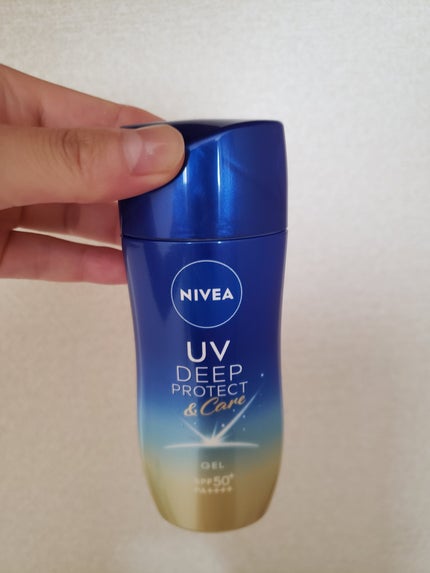 NIVEA
UV
DEEP
PROTECT
& Care
GEL
SPF50+
PA++++